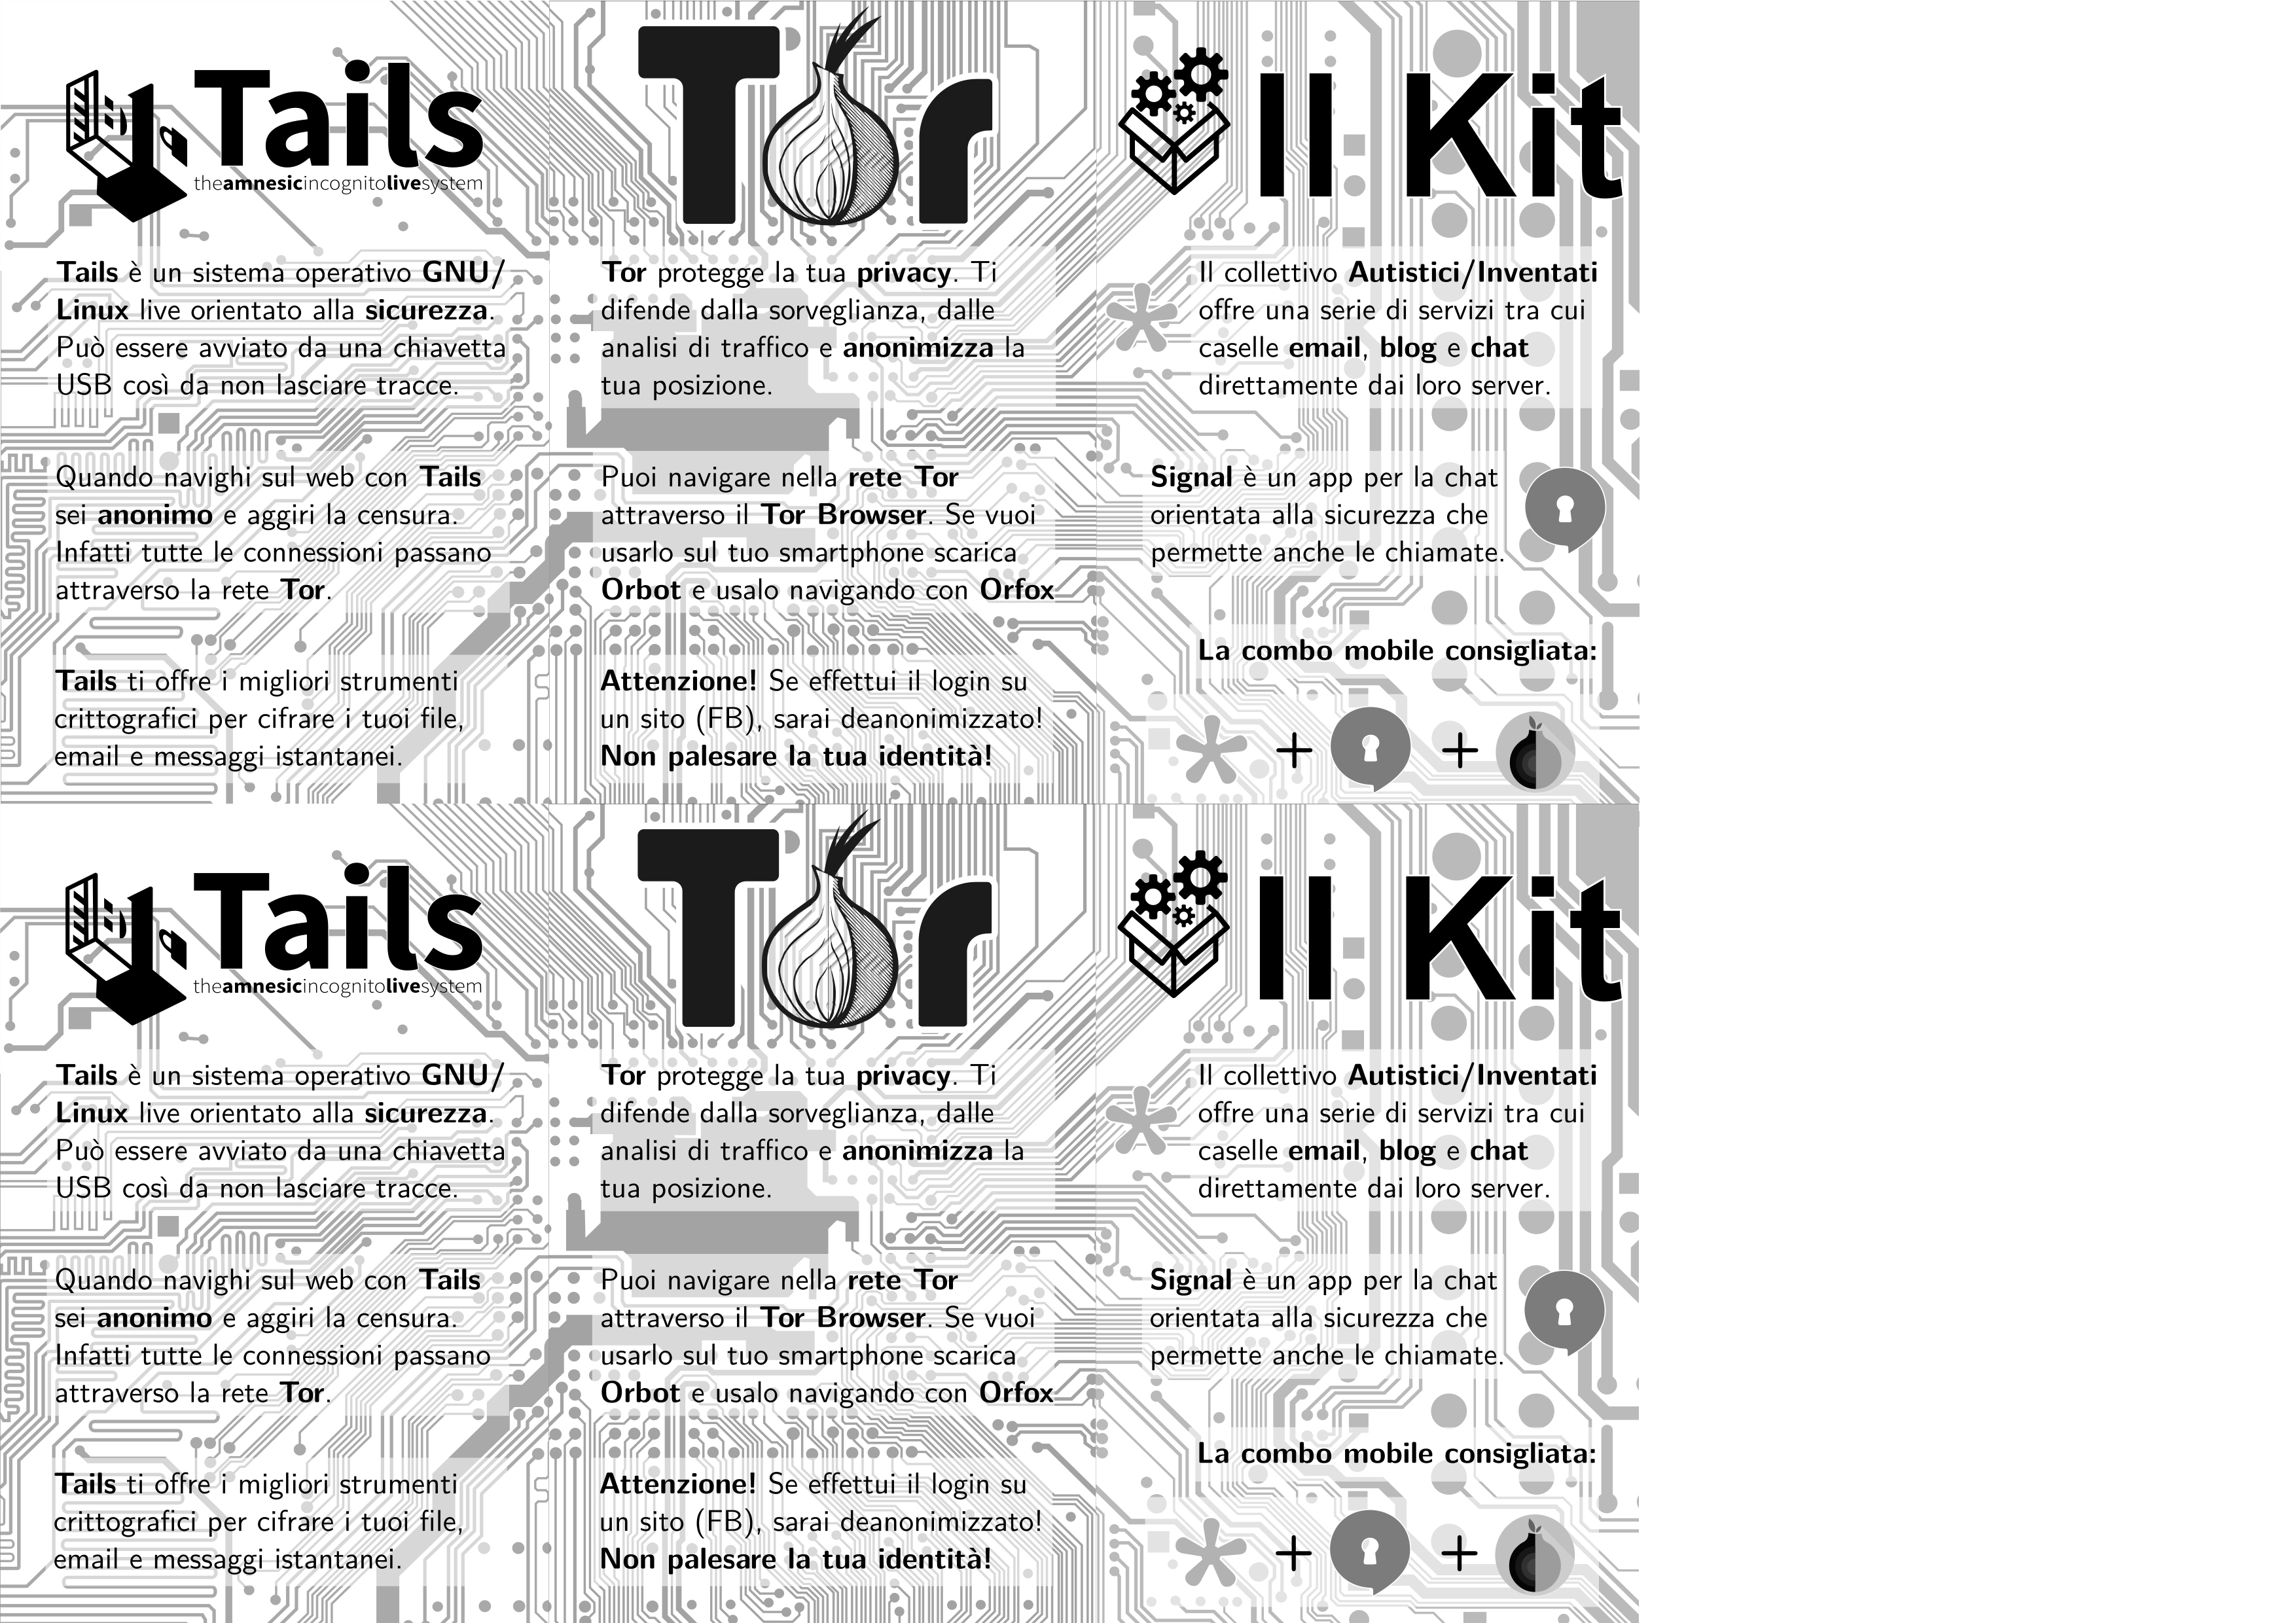 Tails
theamnesicincognitolivesystem
Tails è un sistema operativo GNU/
Linux live orientato alla sicurezza.
Può essere avviato da una chiavetta
USB così da non lasciare tracce.
Quando navighi sul web con Tails
sei anonimo e aggiri la censura.
Infatti tutte le connessioni passano
attraverso la rete Tor.
Tails ti offre i migliori strumenti
crittografici per cifrare i tuoi file,
email e messaggi istantanei.
Tor
Tor protegge la tua privacy. Ti
difende dalla sorveglianza, dalle
analisi di traffico e anonimizza la
tua posizione.
Puoi navigare nella rete Tor
attraverso il Tor Browser. Se vuoi
usarlo sul tuo smartphone scarica
Orbot e usalo navigando con Orfox
Attenzione! Se effettui il login su
un sito (FB), sarai deanonimizzato!
Non palesare la tua identità!
Il Kit
Il collettivo Autistici/Inventati
offre una serie di servizi tra cui
caselle email, blog e chat
direttamente dai loro server.
Signal è un app per la chat
orientata alla sicurezza che
permette anche le chiamate.
La combo mobile consigliata:
+ +
Tails
theamnesicincognitolivesystem
Tails è un sistema operativo GNU/
Linux live orientato alla sicurezza.
Può essere avviato da una chiavetta
USB così da non lasciare tracce.
Quando navighi sul web con Tails
sei anonimo e aggiri la censura.
Infatti tutte le connessioni passano
attraverso la rete Tor.
Tails ti offre i migliori strumenti
crittografici per cifrare i tuoi file,
email e messaggi istantanei.
Tor
Tor protegge la tua privacy. Ti
difende dalla sorveglianza, dalle
analisi di traffico e anonimizza la
tua posizione.
Puoi navigare nella rete Tor
attraverso il Tor Browser. Se vuoi
usarlo sul tuo smartphone scarica
Orbot e usalo navigando con Orfox
Attenzione! Se effettui il login su
un sito (FB), sarai deanonimizzato!
Non palesare la tua identità!
Il Kit
Il collettivo Autistici/Inventati
offre una serie di servizi tra cui
caselle email, blog e chat
direttamente dai loro server.
Signal è un app per la chat
orientata alla sicurezza che
permette anche le chiamate.
La combo mobile consigliata:
+ +